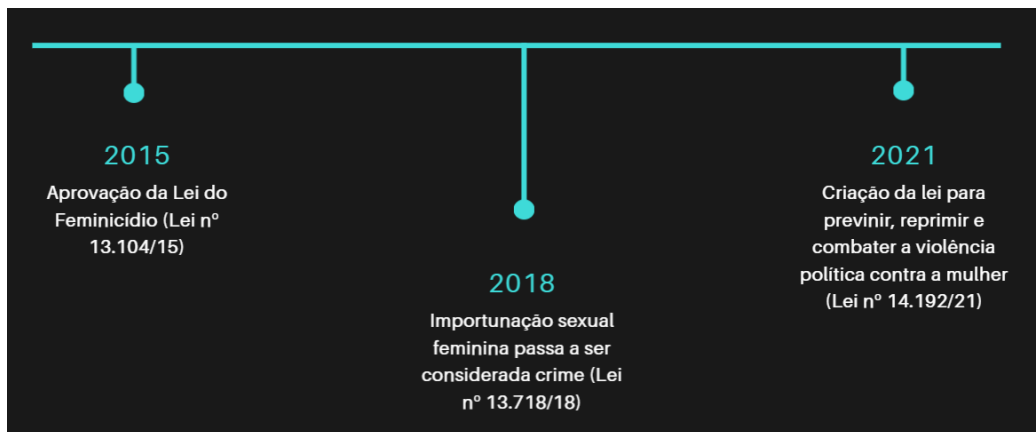 2015
Aprovação da Lei do
Feminicídio (Lei nº
13.104/15)
2018
Importunação sexual
feminina passa a ser
considerada crime (Lei
nº 13.718/18)
2021
Criação da lei para
previnir, reprimir e
combater a violência
política contra a mulher
(Lei nº 14.192/21)